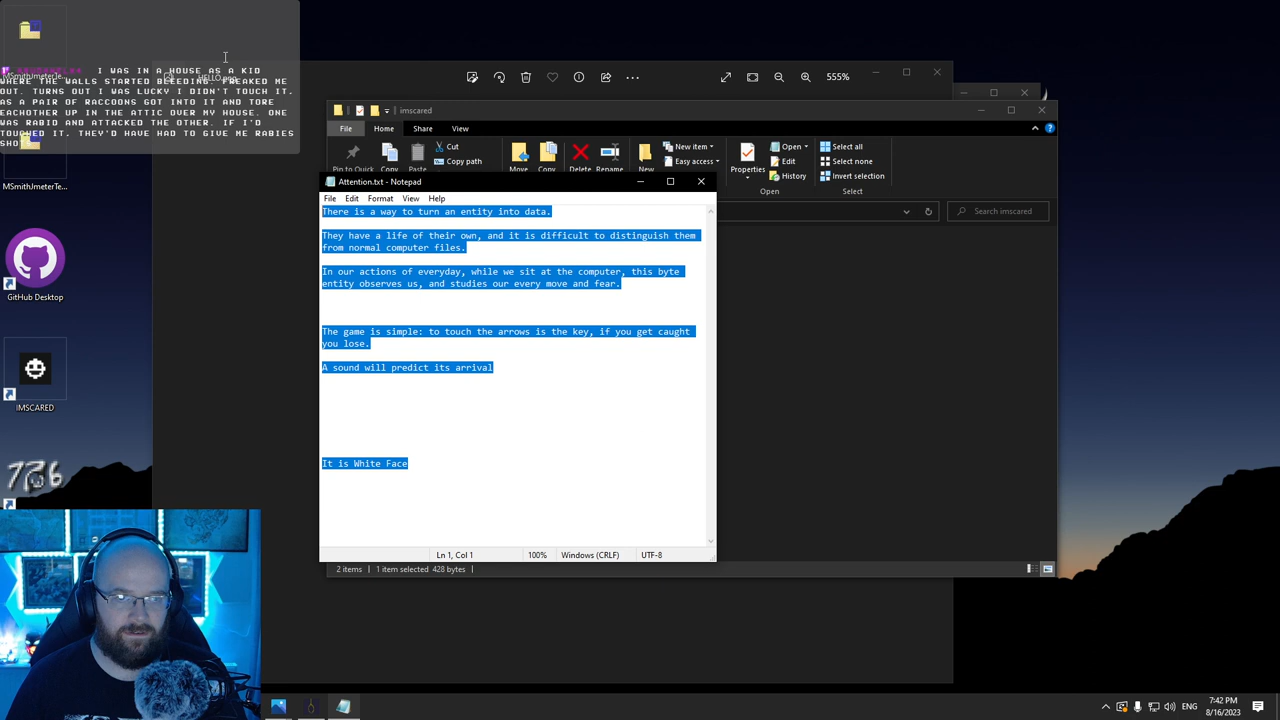 I WAS IN A HOUSE AS A KID
WHERE THE WALLS STARTED BLEEDING. FREAKED ME
OUT. TURNS OUT I WAS LUCKY I DIDN'T TOUCH IT.
AS A PAIR OF RACCOONS GOT INTO IT AND TORE
EACHOTHER UP IN THE ATTIC OVER MY HOUSE. ONE
WAS RABID AND ATTACKED THE OTHER. IF I'D
TOUCHED IT. THEY'D HAVE HAD TO GIVE ME RABIES
MSmithJmeterTe...
GitHub Desktop
IMSCARED
555%
imscared
File
Home
Share
View
Pin to Quick
Copy
Paste
Cut
Copy path
Move
Copy
Delete
Rename
New
New item
Easy access
Properties
Open
Edit
History
Open
Select all
Select none
Invert selection
Select
Search imscared
Attention.txt - Notepad
File Edit Format View Help
There is a way to turn an entity into data.
They have a life of their own, and it is difficult to distinguish them
from normal computer files.
In our actions of everyday, while we sit at the computer, this byte
entity observes us, and studies our every move and fear.
The game is simple: to touch the arrows is the key, if you get caught
you lose.
A sound will predict its arrival
It is White Face
Ln 1, Col 1 100% Windows (CRLF) UTF-8
2 items 1 item selected 428 bytes
7:42 PM
8/16/2023